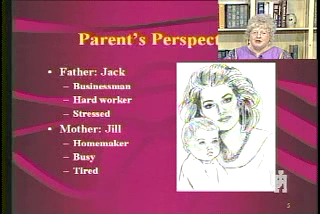 Parent's Perspect
• Father: Jack
– Businessman
– Hard worker
– Stressed
• Mother: Jill
– Homemaker
– Busy
– Tired
5